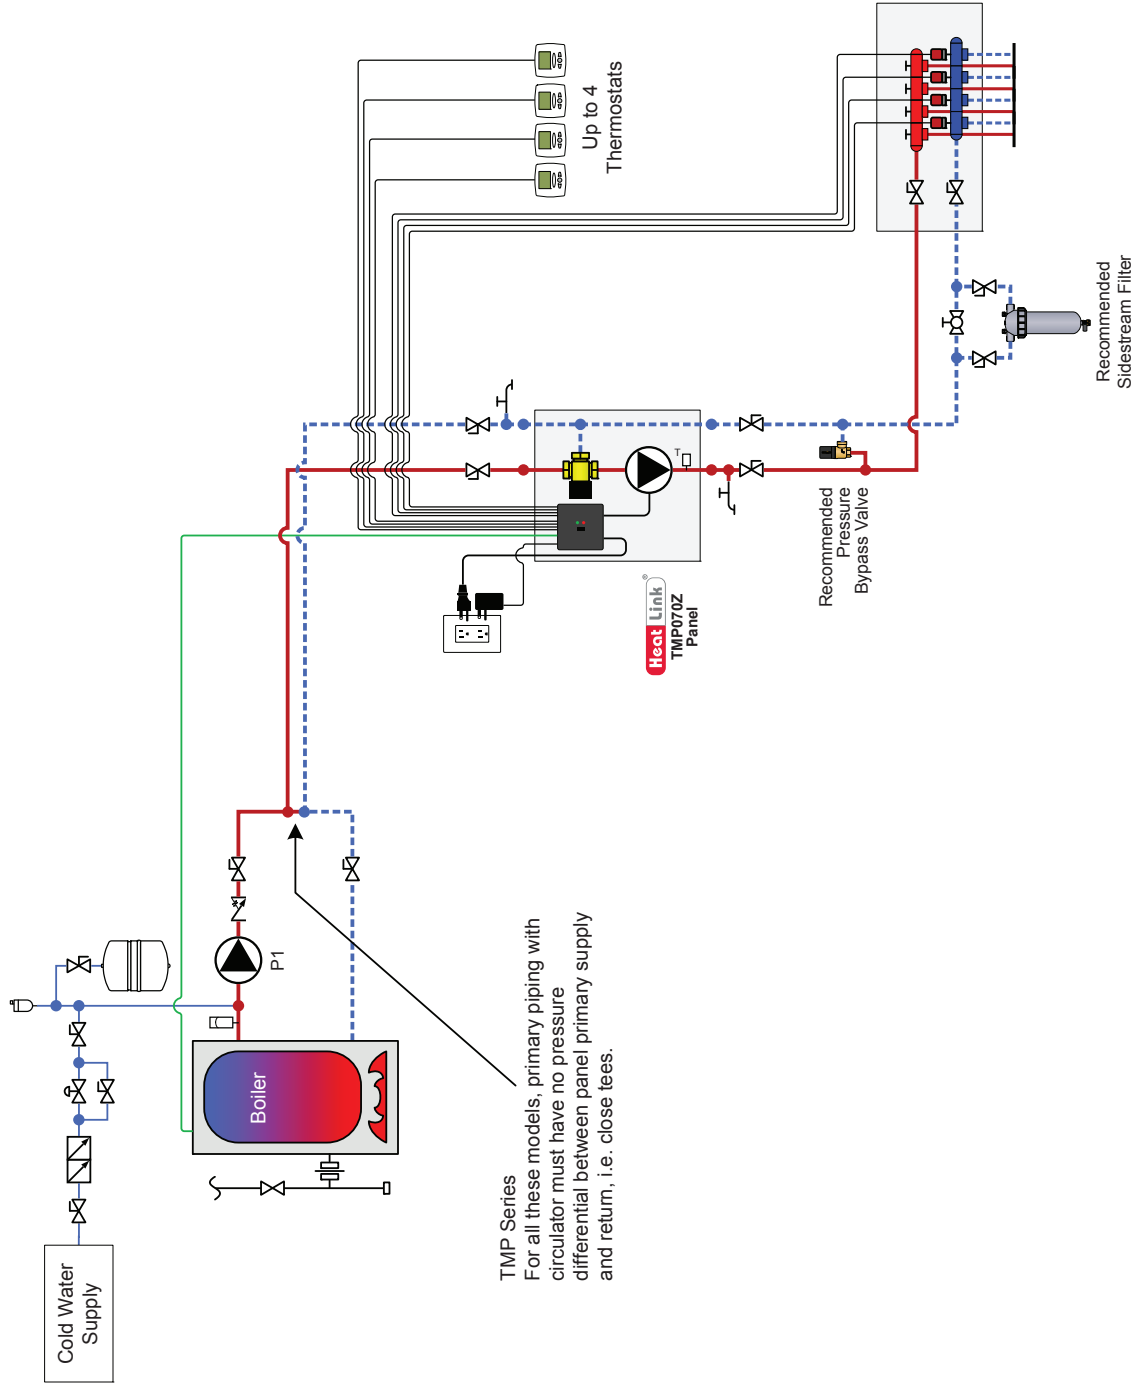 Cold Water
Supply
Boiler
P1
TMP Series
For all these models, primary piping with
circulator must have no pressure
differential between panel primary supply
and return, i.e. close tees.
Heat Link®
TMP070Z
Panel
T
Up to 4
Thermostats
Recommended
Pressure
Bypass Valve
Recommended
Sidestream Filter